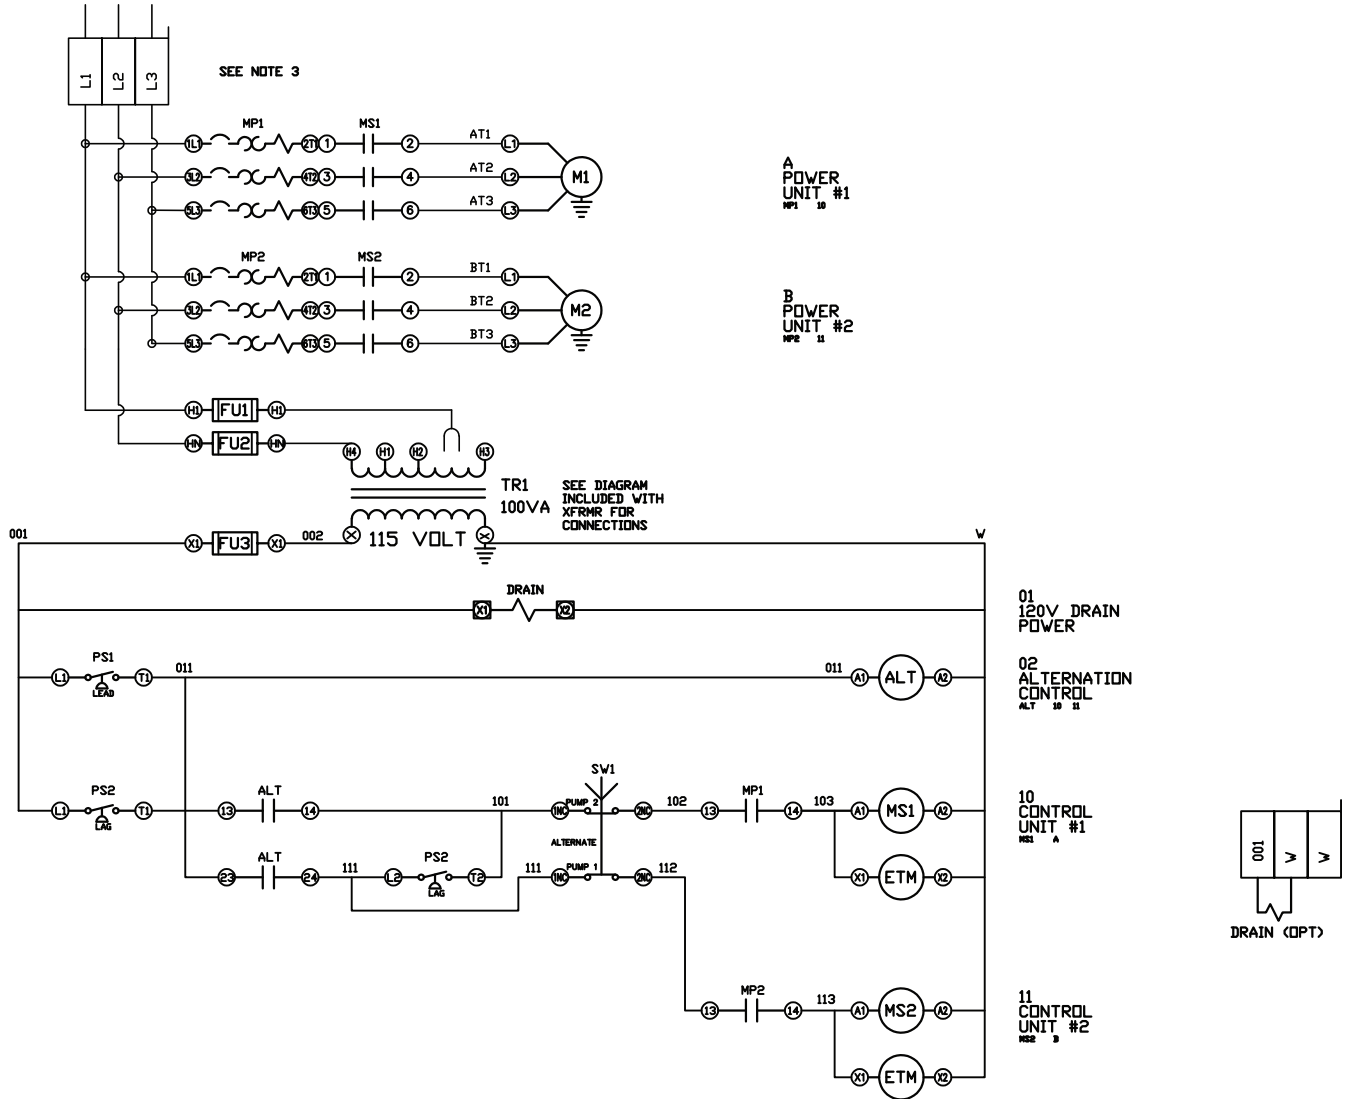 L1 L2 L3
SEE NOTE 3
MP1 MS1
1L1 2T1 1 2 AT1 L1
3L2 4T2 3 4 AT2 L2 M1
5L3 6T3 5 6 AT3 L3
A
POWER
UNIT #1
MP1 10
MP2 MS2
1L1 2T1 1 2 BT1 L1
3L2 4T2 3 4 BT2 L2 M2
5L3 6T3 5 6 BT3 L3
B
POWER
UNIT #2
MP2 11
H1 FU1 H1
HN FU2 HN
H4 H1 H2 H3
TR1
100VA
SEE DIAGRAM
INCLUDED WITH
XFRMR FOR
CONNECTIONS
001 X1 FU3 X1 002 X 115 VOLT X W
DRAIN
X1 X2
01
120V DRAIN
POWER
PS1
L1 T1 011 011 A1 ALT A2
LEAD
02
ALTERNATION
CONTROL
ALT 10 11
SW1
PS2 ALT MP1
L1 T1 13 14 101 1NC PUMP 2 2NC 102 13 14 103 A1 MS1 A2
LAG
10
CONTROL
UNIT #1
MS1 A
ALTERNATE
ALT PS2
23 24 111 L2 T2 111 1NC PUMP 1 2NC 112 X1 ETM X2
LAG
001 W W
DRAIN (OPT)
MP2
13 14 113 A1 MS2 A2
11
CONTROL
UNIT #2
MS2 B
X1 ETM X2